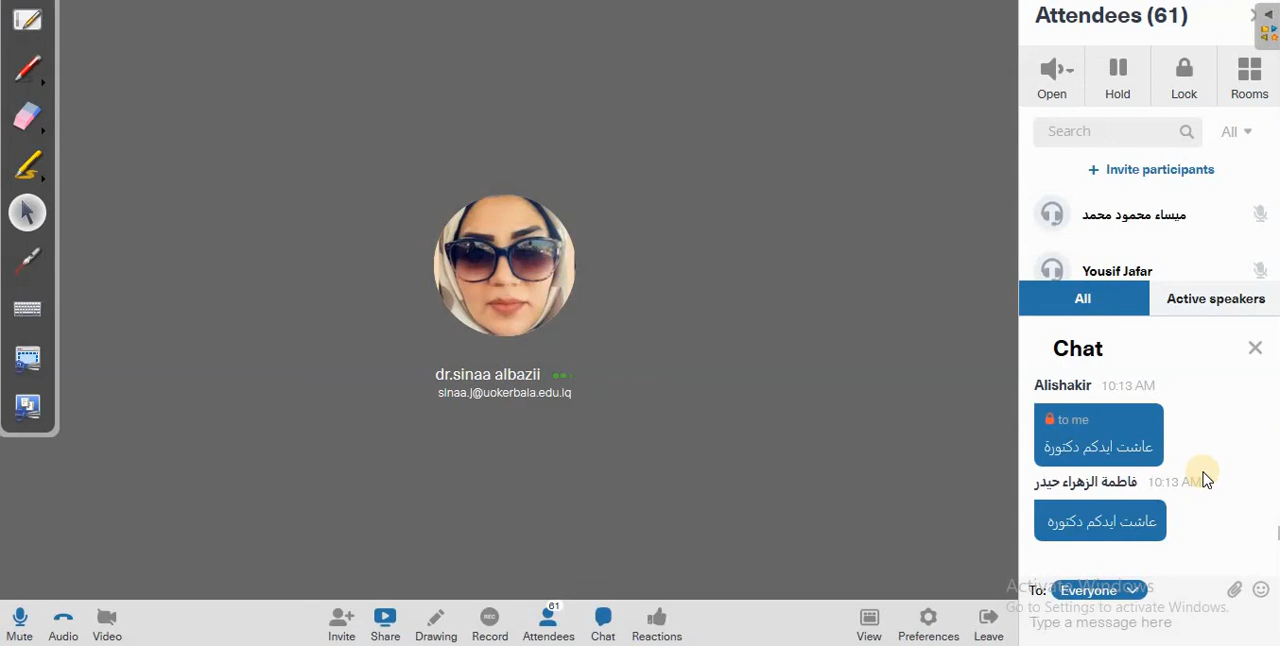 Attendees (61)
Open
Hold
Lock
Rooms
Search
All
+ Invite participants
ميساء محمود محمد
Yousif Jafar
All
Active speakers
Chat
Alishakir 10:13 AM
to me
عاشت ايدكم دكتورة
فاطمة الزهراء حيدر 10:13 AM
عاشت ايدكم دكتوره
To: Everyone
Type a message here
Activate Windows
Go to Settings to activate Windows.
dr.sinaa albazii
sinaa.j@uokerbala.edu.iq
Mute
Audio
Video
Invite
Share
Drawing
REC
Record
61
Attendees
Chat
Reactions
View
Preferences
Leave